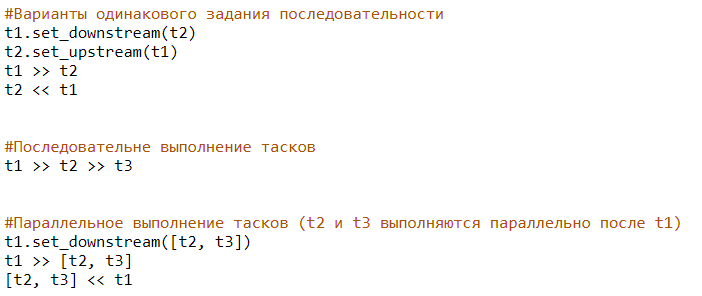 #Варианты одинакового задания последовательности
t1.set_downstream(t2)
t2.set_upstream(t1)
t1 >> t2
t2 << t1
#Последовательне выполнение тасков
t1 >> t2 >> t3
#Параллельное выполнение тасков (t2 и t3 выполняются параллельно после t1)
t1.set_downstream([t2, t3])
t1 >> [t2, t3]
[t2, t3] << t1